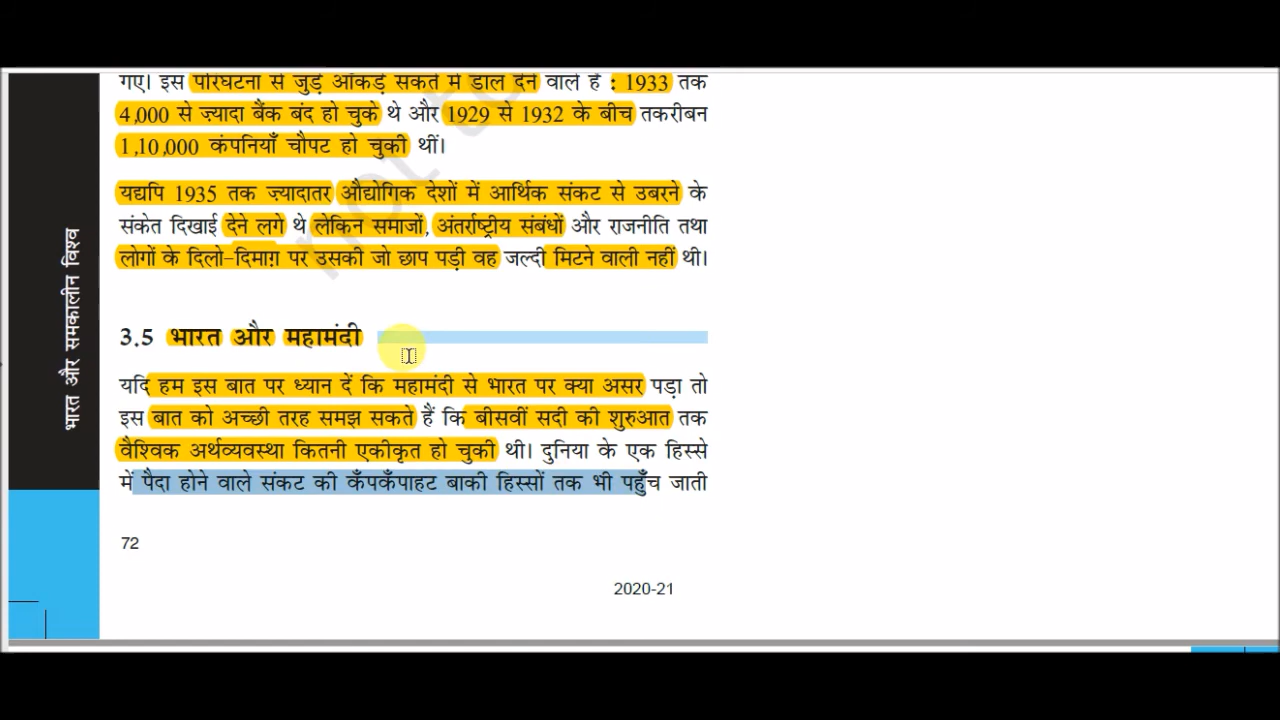 गए। इस परिघटना से जुड़े आँकड़े सकते में डाल देने वाले हैं : 1933 तक
4,000 से ज़्यादा बैंक बंद हो चुके थे और 1929 से 1932 के बीच तकरीबन
1,10,000 कंपनियाँ चौपट हो चुकी थीं।
यद्यपि 1935 तक ज़्यादातर औद्योगिक देशों में आर्थिक संकट से उबरने के
संकेत दिखाई देने लगे थे लेकिन समाजों, अंतर्राष्ट्रीय संबंधों और राजनीति तथा
लोगों के दिलो-दिमाग़ पर उसकी जो छाप पड़ी वह जल्दी मिटने वाली नहीं थी।
3.5 भारत और महामंदी
यदि हम इस बात पर ध्यान दें कि महामंदी से भारत पर क्या असर पड़ा तो
इस बात को अच्छी तरह समझ सकते हैं कि बीसवीं सदी की शुरुआत तक
वैश्विक अर्थव्यवस्था कितनी एकीकृत हो चुकी थी। दुनिया के एक हिस्से
में पैदा होने वाले संकट की कँपकँपाहट बाकी हिस्सों तक भी पहुँच जाती
72
2020-21
भारत और समकालीन विश्व
not to